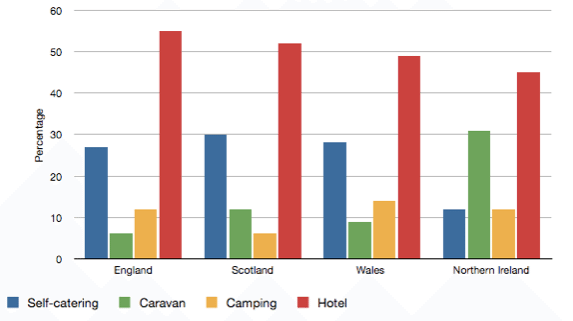 60
50
40
30
20
10
0
Percentage
England Scotland Wales Northern Ireland
Self-catering Caravan Camping Hotel